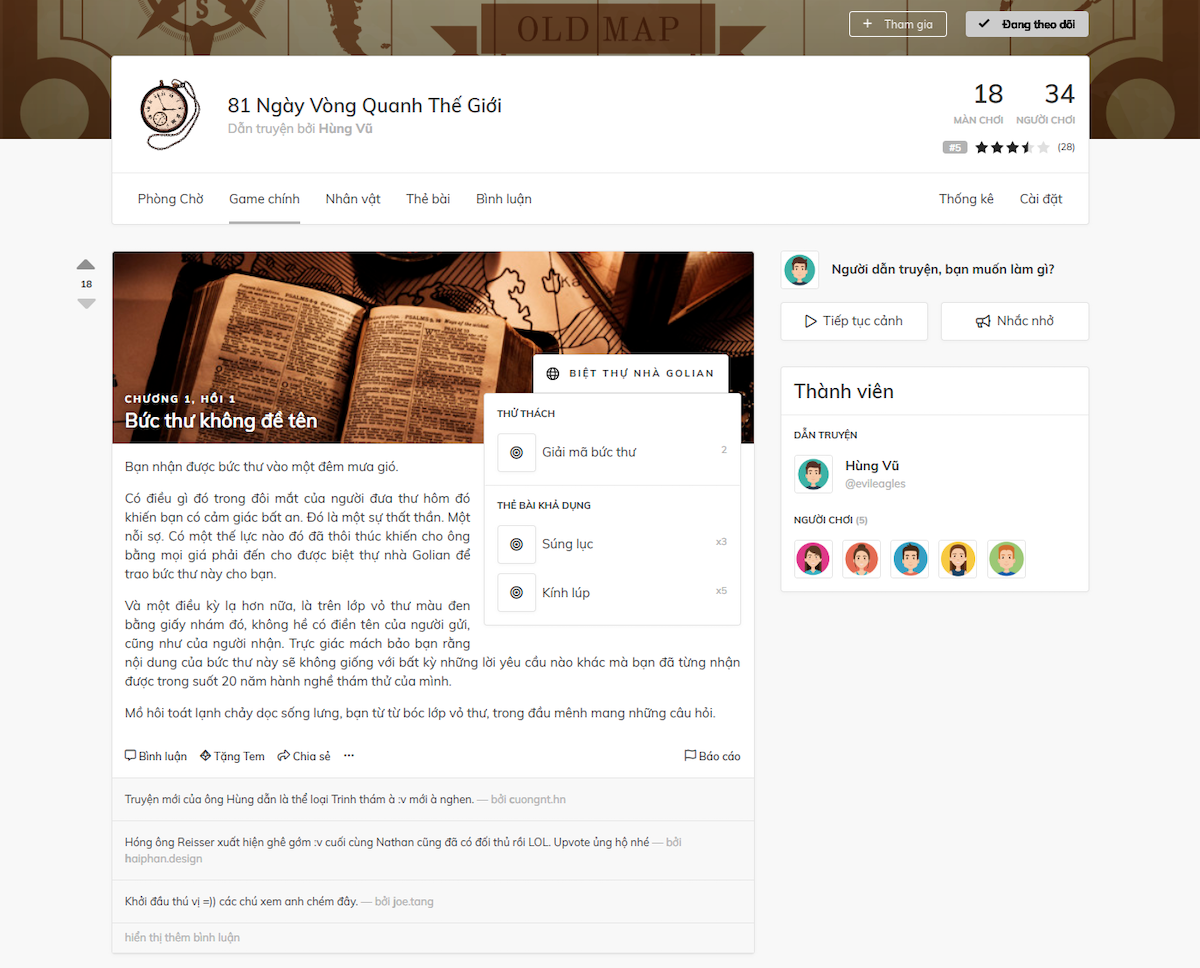 OLD MAP
+ Tham gia
Đang theo dõi
81 Ngày Vòng Quanh Thế Giới
Dẫn truyện bởi Hùng Vũ
18
MÀN CHƠI
34
NGƯỜI CHƠI
#5
(28)
Phòng Chờ
Game chính
Nhân vật
Thẻ bài
Bình luận
Thống kê
Cài đặt
18
CHƯƠNG 1, HỒI 1
Bức thư không đề tên
BIỆT THỰ NHÀ GOLIAN
THỬ THÁCH
Giải mã bức thư
2
THẺ BÀI KHẢ DỤNG
Súng lục
x3
Kính lúp
x5
Bạn nhận được bức thư vào một đêm mưa gió.
Có điều gì đó trong đôi mắt của người đưa thư hôm đó
khiến bạn có cảm giác bất an. Đó là một sự thất thần. Một
nỗi sợ. Có một thế lực nào đó đã thôi thúc khiến cho ông
bằng mọi giá phải đến cho được biệt thự nhà Golian để
trao bức thư này cho bạn.
Và một điều kỳ lạ hơn nữa, là trên lớp vỏ thư màu đen
bằng giấy nhám đó, không hề có điền tên của người gửi,
cũng như của người nhận. Trực giác mách bảo bạn rằng
nội dung của bức thư này sẽ không giống với bất kỳ những lời yêu cầu nào khác mà bạn đã từng nhận
được trong suốt 20 năm hành nghề thám thử của mình.
Mồ hôi toát lạnh chảy dọc sống lưng, bạn từ từ bóc lớp vỏ thư, trong đầu mênh mang những câu hỏi.
Bình luận
Tặng Tem
Chia sẻ
···
Báo cáo
Truyện mới của ông Hùng dẫn là thể loại Trinh thám à :v mới à nghen. — bởi cuongnt.hn
Hóng ông Reisser xuất hiện ghê gớm :v cuối cùng Nathan cũng đã có đối thủ rồi LOL. Upvote ủng hộ nhé — bởi
haiphan.design
Khởi đầu thú vị =)) các chú xem anh chém đây. — bởi joe.tang
hiển thị thêm bình luận
Người dẫn truyện, bạn muốn làm gì?
Tiếp tục cảnh
Nhắc nhở
Thành viên
DẪN TRUYỆN
Hùng Vũ
@evileagles
NGƯỜI CHƠI (5)